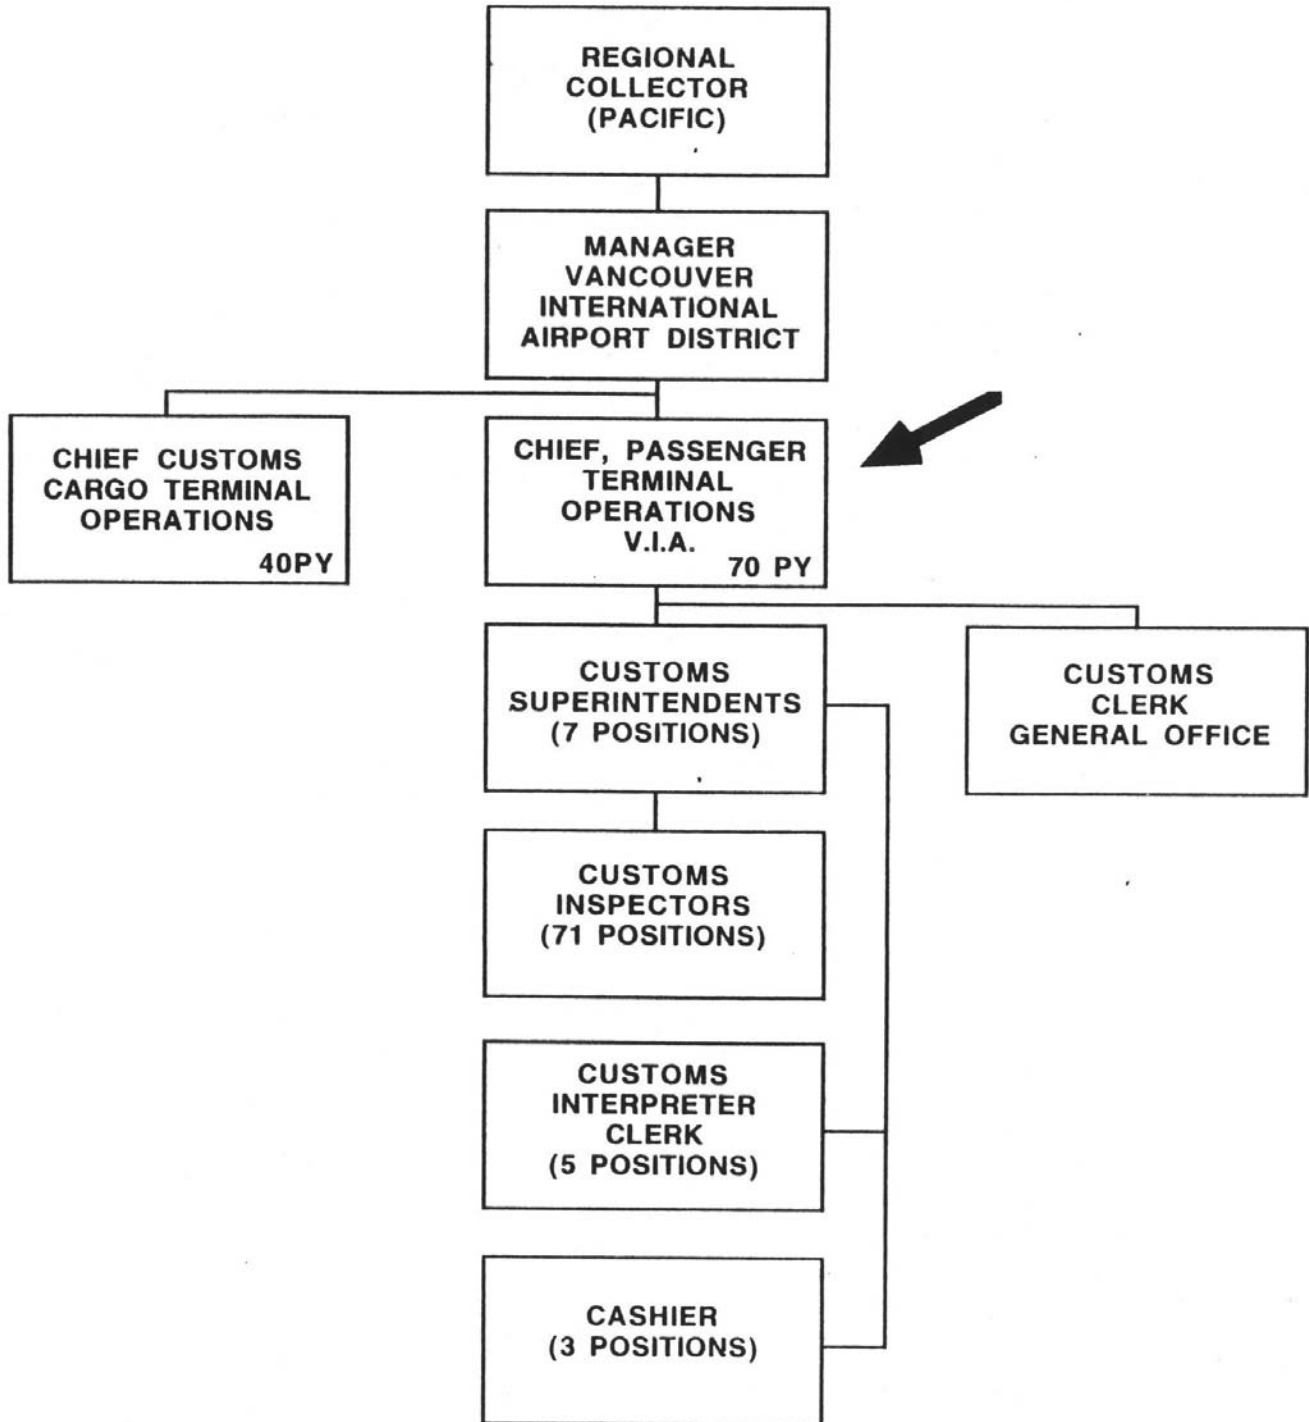 REGIONAL
COLLECTOR
(PACIFIC)
MANAGER
VANCOUVER
INTERNATIONAL
AIRPORT DISTRICT
CHIEF CUSTOMS
CARGO TERMINAL
OPERATIONS
40PY
CHIEF, PASSENGER
TERMINAL
OPERATIONS
V.I.A.
70 PY
CUSTOMS
SUPERINTENDENTS
(7 POSITIONS)
CUSTOMS
CLERK
GENERAL OFFICE
CUSTOMS
INSPECTORS
(71 POSITIONS)
CUSTOMS
INTERPRETER
CLERK
(5 POSITIONS)
CASHIER
(3 POSITIONS)